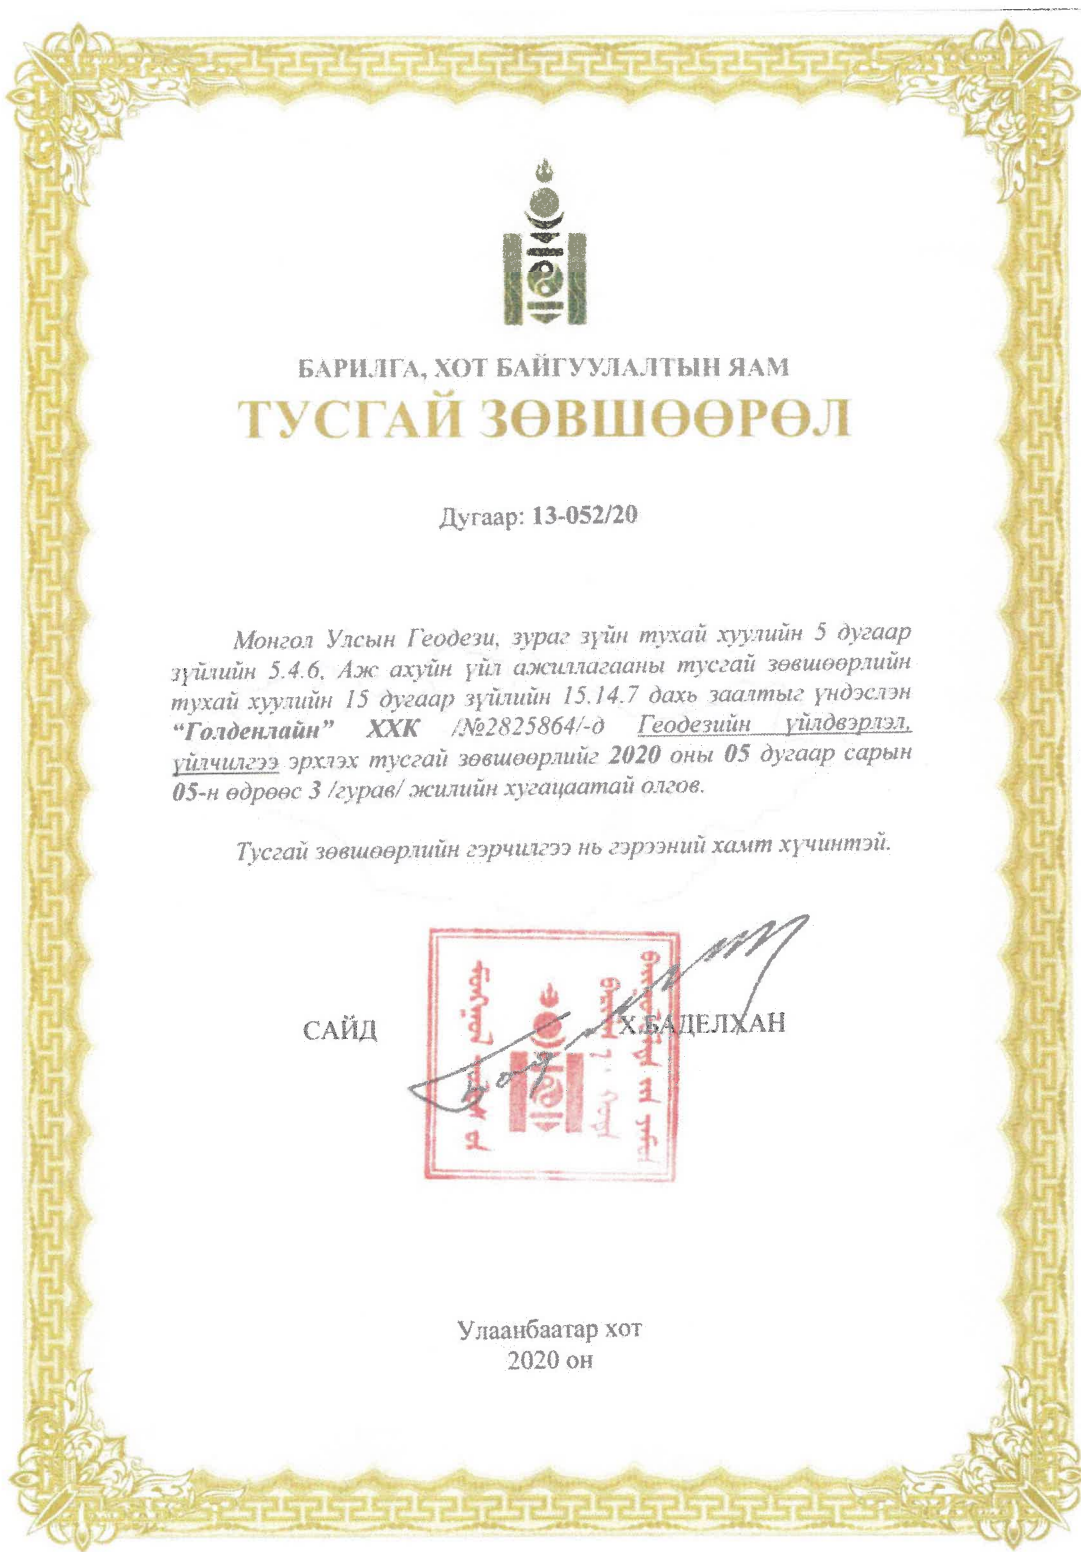 БАРИЛГА, ХОТ БАЙГУУЛАЛТЫН ЯАМ
ТУСГАЙ ЗӨВШӨӨРӨЛ
Дугаар: 13-052/20
Монгол Улсын Геодези, зураг зүйн тухай хуулийн 5 дугаар
зүйлийн 5.4.6, Аж ахуйн үйл ажиллагааны тусгай зөвшөөрлийн
тухай хуулийн 15 дугаар зүйлийн 15.14.7 дахь заалтыг үндэслэн
“Голденлайн” ХХК /№2825864/-д Геодезийн үйлдвэрлэл,
үйлчилгээ эрхлэх тусгай зөвшөөрлийг 2020 оны 05 дугаар сарын
05-н өдрөөс 3 /гурав/ жилийн хугацаатай олгов.
Тусгай зөвшөөрлийн гэрчилгээ нь гэрээний хамт хүчинтэй.
САЙД Х.БАДЕЛХАН
Улаанбаатар хот
2020 он